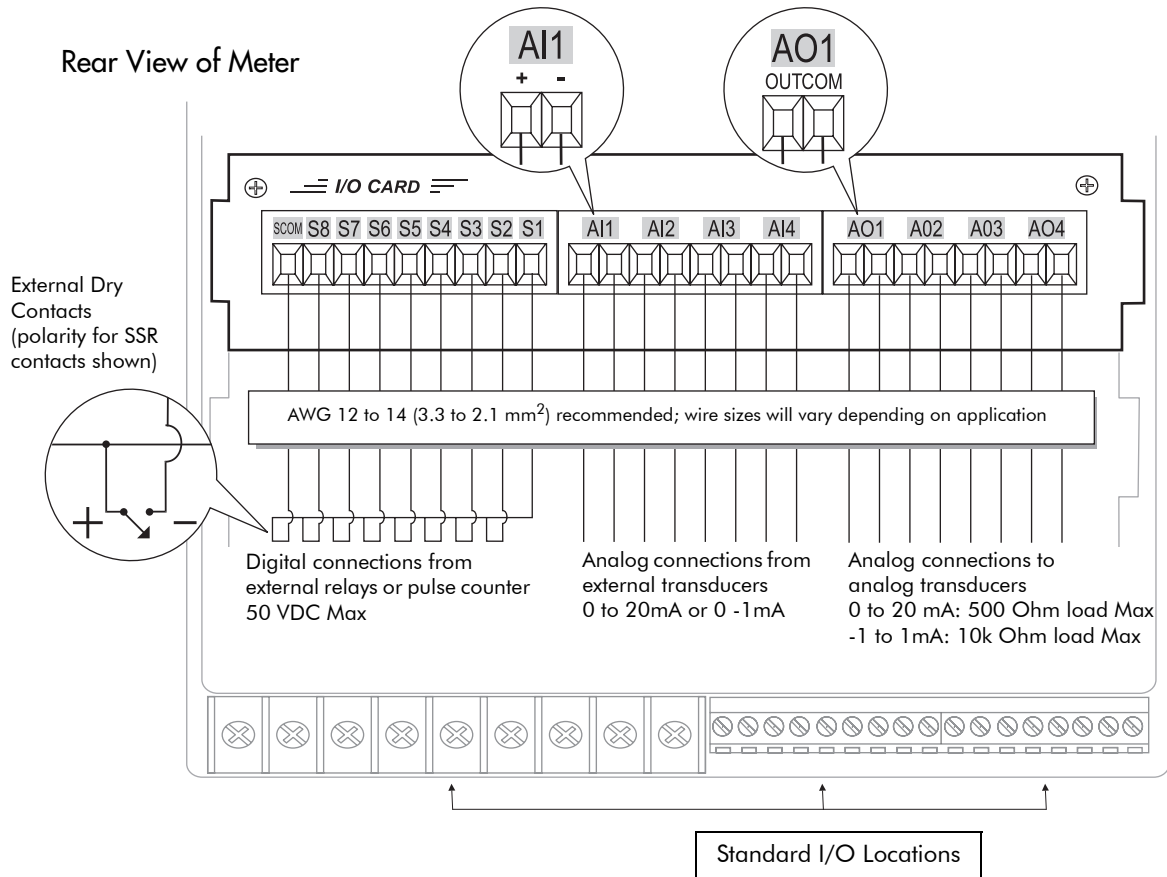 Rear View of Meter
AI1
+ -
AO1
OUTCOM
I/O CARD
SCOM S8 S7 S6 S5 S4 S3 S2 S1
AI1 AI2 AI3 AI4
AO1 A02 A03 AO4
External Dry
Contacts
(polarity for SSR
contacts shown)
AWG 12 to 14 (3.3 to 2.1 mm²) recommended; wire sizes will vary depending on application
+ -
Digital connections from
external relays or pulse counter
50 VDC Max
Analog connections from
external transducers
0 to 20mA or 0 -1mA
Analog connections to
analog transducers
0 to 20 mA: 500 Ohm load Max
-1 to 1mA: 10k Ohm load Max
Standard I/O Locations